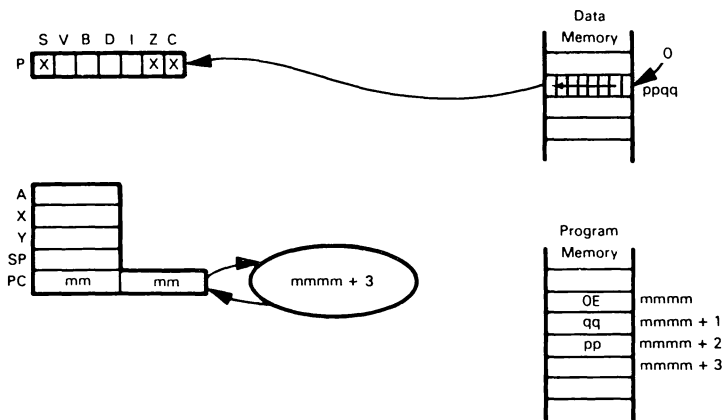 S V B D I Z C
P X X X
Data
Memory
0
ppqq
A
X
Y
SP
PC mm mm
mmmm + 3
Program
Memory
0E mmmm
qq mmmm + 1
pp mmmm + 2
mmmm + 3